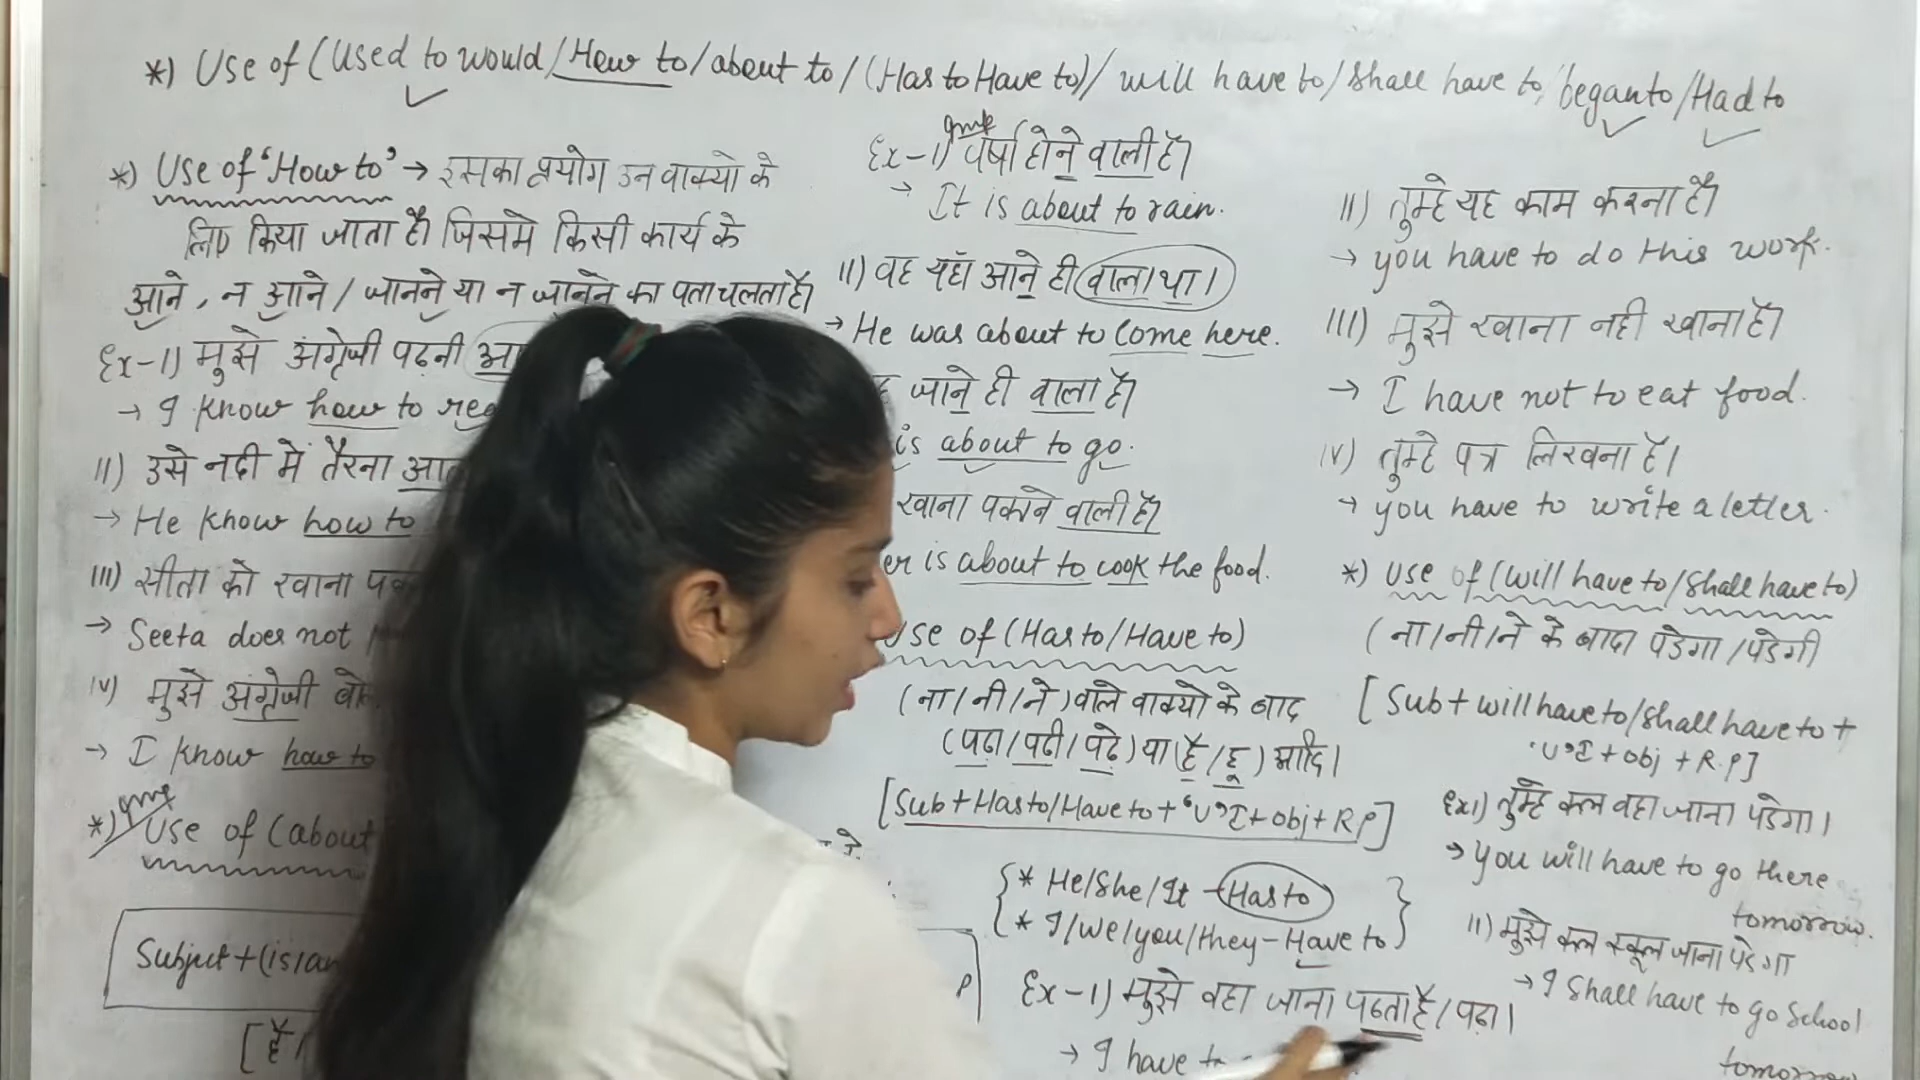 *) Use of (Used to would/How to/about to/(Has to Have to)/will have to/shall have to/began to/Had to
*) Use of 'How to' → इसका प्रयोग उन वाक्यो के
लिए किया जाता है। जिसमे किसी कार्य के
आने, न आने / जानने या न जानने का पता चलता है।
Ex-1) मुझे अंग्रेजी पढ़नी
→ I know how to
II) उसे नदी में तैरना
→ He know how to
III) सीता को खाना
→ Seeta does not
IV) मुझे अंग्रेजी
→ I know how to
*) Use of (about
Subject + (is/am
[है/
Ex-1) वर्षा होने वाली है।
→ It is about to rain.
II) वह यहाँ आने ही वाला था।
→ He was about to come here.
जाने ही वाला है।
is about to go.
खाना पकाने वाली है।
is about to cook the food.
Use of (Has to/Have to)
(ना/नी/ने) वाले वाक्यो के बाद
(पढा/पढी/पढे) या (है/हूँ) आदि।
[Sub + Has to/Have to + 'V'I + obj + R.P]
* He/She/It - Has to
* I/we/you/they - Have to
Ex-1) मुझे वहा जाना पढता है/पढा।
→ I have
II) तुम्हे यह काम करना है।
→ you have to do this work.
III) मुझे खाना नही खाना है।
→ I have not to eat food.
IV) तुम्हे पत्र लिखना है।
→ you have to write a letter.
*) Use of (will have to/shall have to)
(ना/नी/ने के बाद। पडेगा/पडेगी
[Sub + will have to/shall have to +
'V'I + obj + R.P]
Ex1) तुम्हे कल वहा जाना पडेगा।
→ you will have to go there
tomorrow.
II) मुझे कल स्कूल जाना पडेगा
→ I shall have to go school
tomorrow